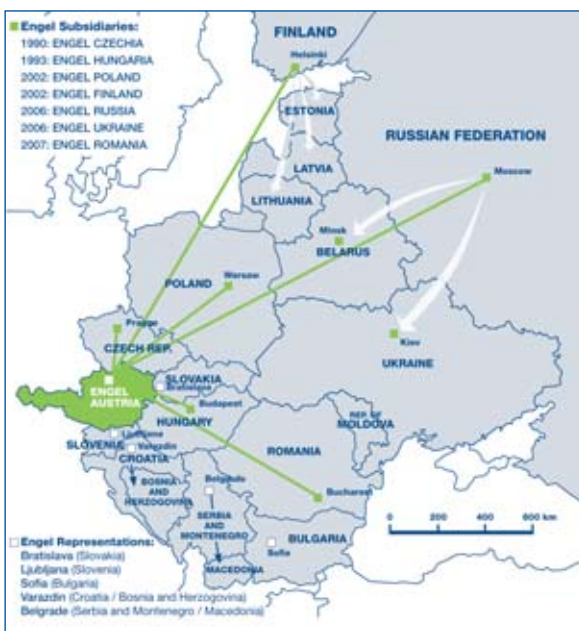 Engel Subsidiaries:
1990: ENGEL CZECHIA
1993: ENGEL HUNGARIA
2002: ENGEL POLAND
2002: ENGEL FINLAND
2006: ENGEL RUSSIA
2006: ENGEL UKRAINE
2007: ENGEL ROMANIA
FINLAND
Helsinki
ESTONIA
RUSSIAN FEDERATION
LATVIA
Moscow
LITHUANIA
Minsk
BELARUS
POLAND
Warsaw
Prague
CZECH REP.
Kiev
UKRAINE
SLOVAKIA
Bratislava
ENGEL
AUSTRIA
Budapest
HUNGARY
REP. OF
MOLDOVA
Ljubljana
SLOVENIA
Varazdin
CROATIA
ROMANIA
BOSNIA
AND
HERZOGOVINA
Belgrade
Bucharest
SERBIA
AND
MONTENEGRO
BULGARIA
Sofia
MACEDONIA
0 200 400 600 km
Engel Representations:
Bratislava (Slovakia)
Ljubljana (Slovenia)
Sofia (Bulgaria)
Varazdin (Croatia / Bosnia and Herzogovina)
Belgrade (Serbia and Montenegro / Macedonia)